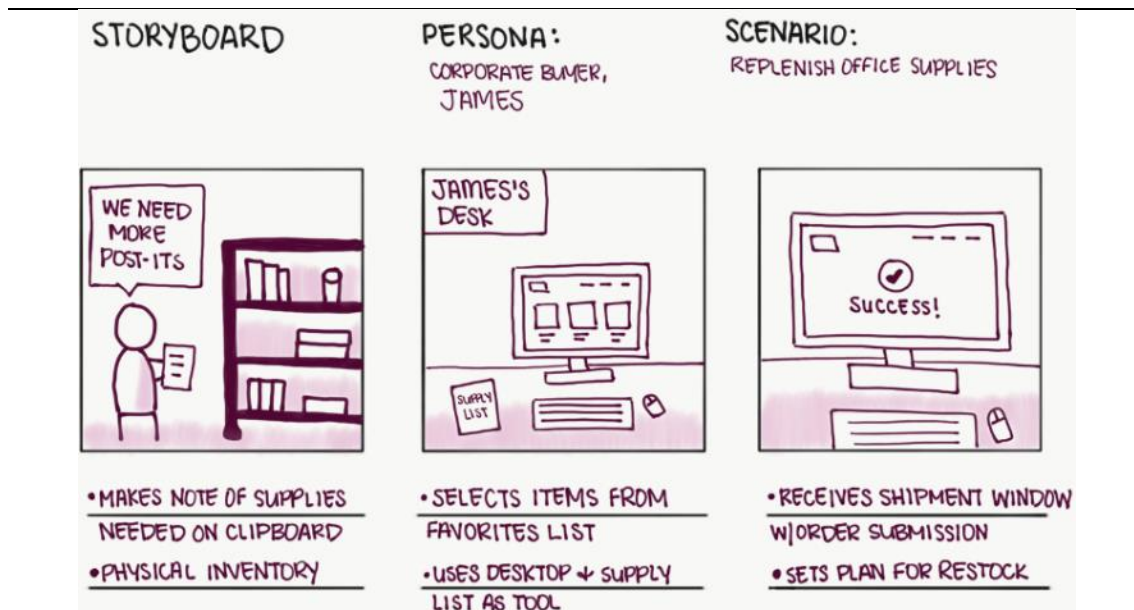 STORYBOARD
PERSONA:
CORPORATE BUYER,
JAMES
SCENARIO:
REPLENISH OFFICE SUPPLIES
WE NEED
MORE
POST-ITS
JAMES'S
DESK
SUPPLY
LIST
SUCCESS!
•MAKES NOTE OF SUPPLIES
NEEDED ON CLIPBOARD
•PHYSICAL INVENTORY
•SELECTS ITEMS FROM
FAVORITES LIST
•USES DESKTOP + SUPPLY
LIST AS TOOL
•RECEIVES SHIPMENT WINDOW
W/ORDER SUBMISSION
•SETS PLAN FOR RESTOCK